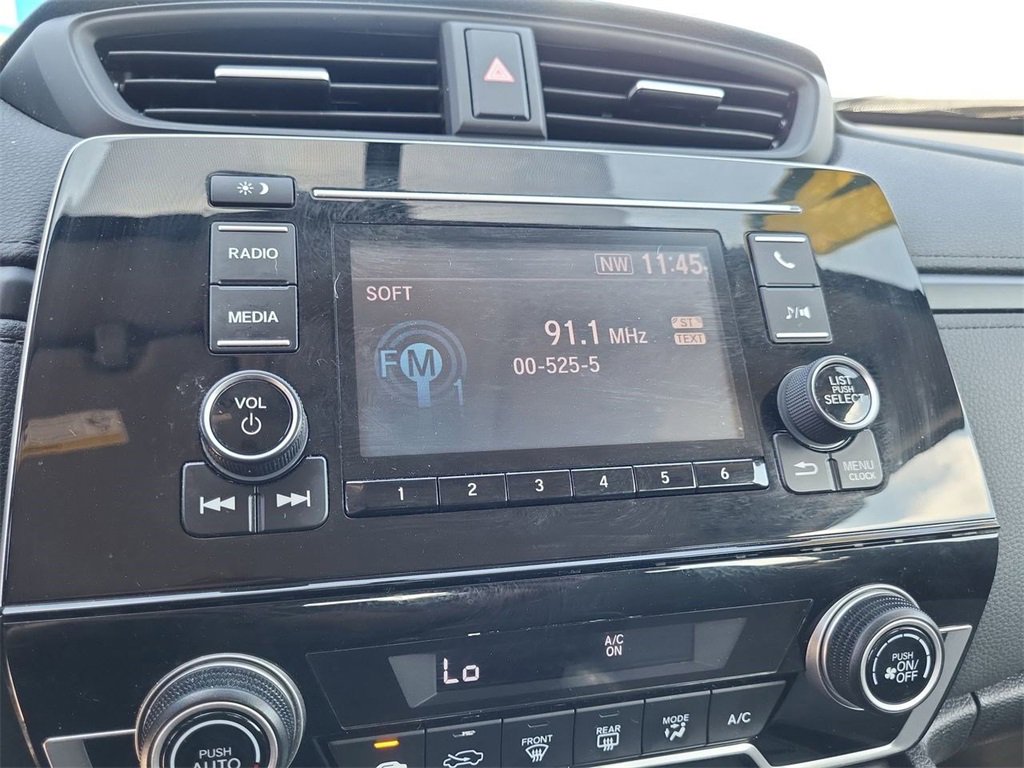 RADIO
MEDIA
VOL
NW 11:45
SOFT
91.1 MHz
ST
TEXT
00-525-5
FM
1
1 2 3 4 5 6
LIST
PUSH
SELECT
MENU
CLOCK
A/C
ON
Lo
PUSH
ON/
OFF
PUSH
AUTO
FRONT
REAR
MODE
A/C